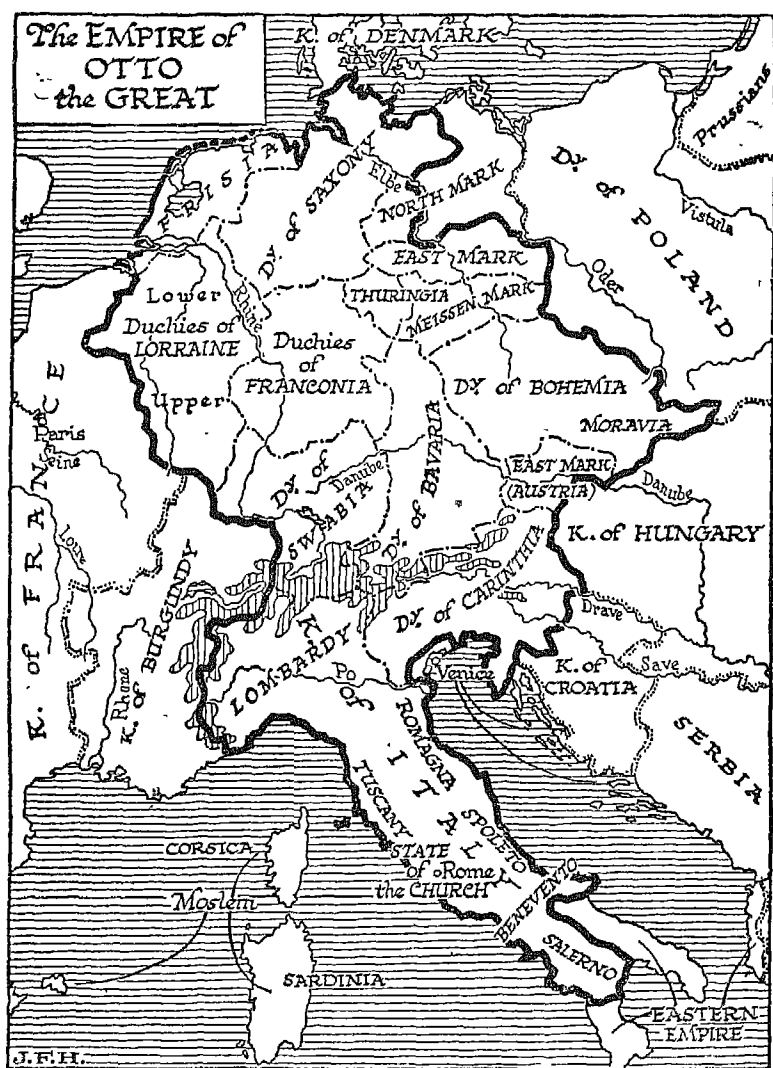 The EMPIRE of
OTTO
the GREAT
K. of DENMARK
Prussians
FRISIA
Dy. of SAXONY
Elbe
NORTH MARK
Dy. of POLAND
Vistula
EAST MARK
Oder
Lower
Duchies of
LORRAINE
Upper
Rhine
THURINGIA
MEISSEN MARK
Duchies
of
FRANCONIA
Dy. of BOHEMIA
MORAVIA
K. of FRANCE
Paris
Seine
Loire
Dy. of
SWABIA
Danube
Dy. of BAVARIA
EAST MARK
(AUSTRIA)
Danube
K. of HUNGARY
K. of BURGUNDY
Rhone
Dy. of CARINTHIA
Drave
Save
K. of ITALY
LOMBARDY
Po
Venice
K. of
CROATIA
SERBIA
ROMAGNA
TUSCANY
SPOLETO
STATE
of Rome
the CHURCH
BENEVENTO
SALERNO
CORSICA
Moslem
SARDINIA
EASTERN
EMPIRE
J.F.H.